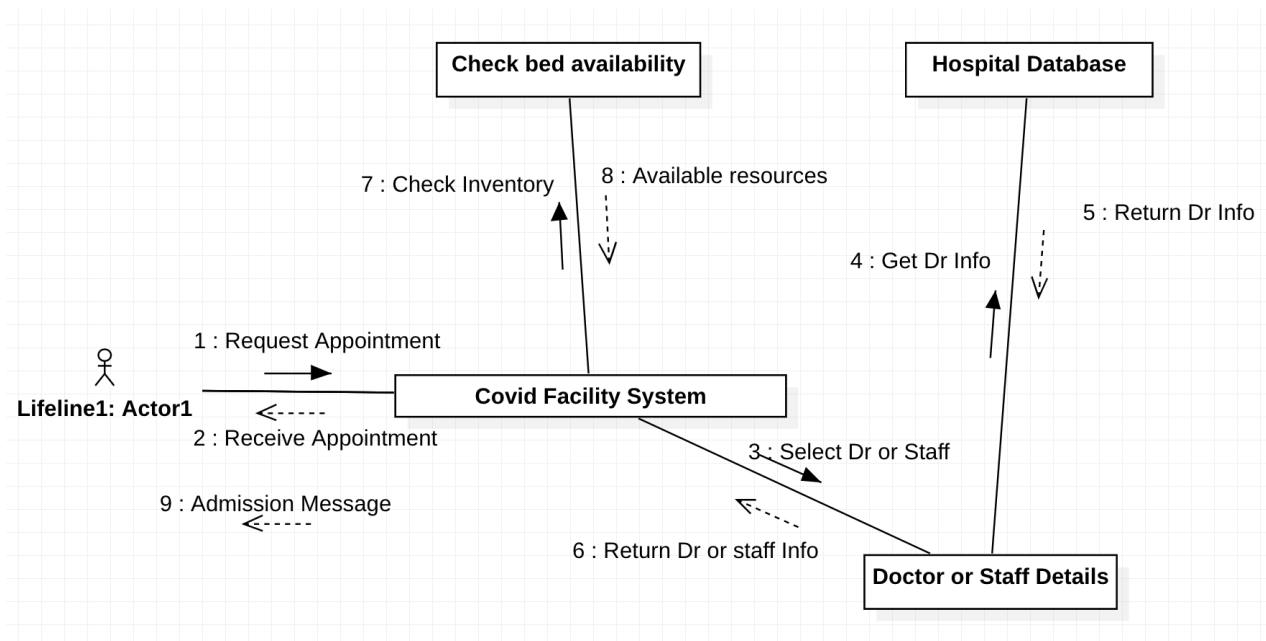 Check bed availability
Hospital Database
7 : Check Inventory
8 : Available resources
5 : Return Dr Info
4 : Get Dr Info
1 : Request Appointment
Lifeline1: Actor1
Covid Facility System
2 : Receive Appointment
3 : Select Dr or Staff
9 : Admission Message
6 : Return Dr or staff Info
Doctor or Staff Details